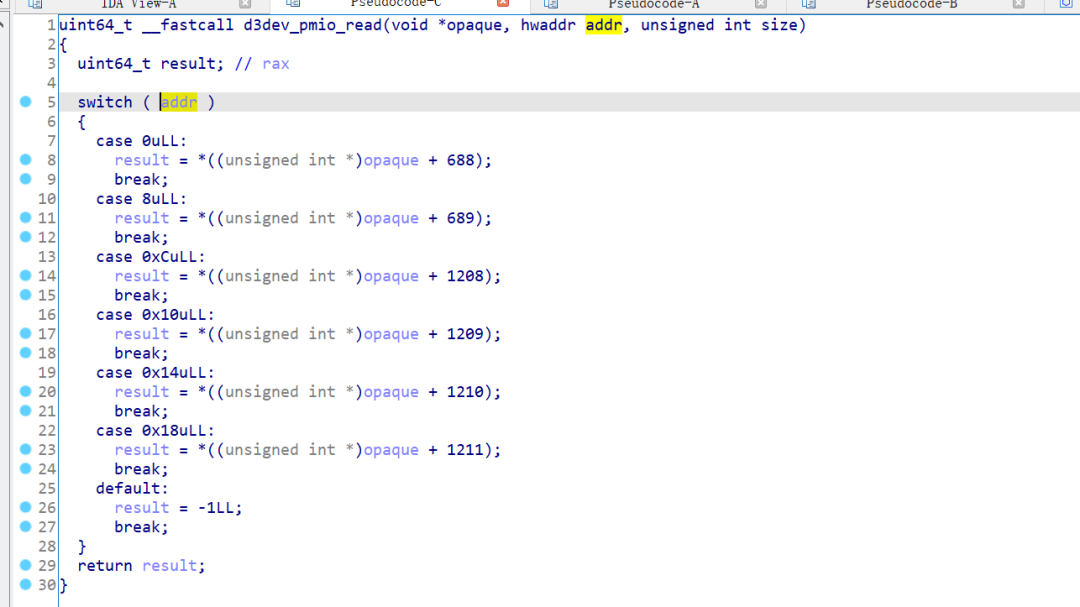 IDA View-A Pseudocode-C Pseudocode-A Pseudocode-B
1 uint64_t __fastcall d3dev_pmio_read(void *opaque, hwaddr addr, unsigned int size)
2 {
3 uint64_t result; // rax
4
5 switch ( addr )
6 {
7 case 0uLL:
8 result = *((unsigned int *)opaque + 688);
9 break;
10 case 8uLL:
11 result = *((unsigned int *)opaque + 689);
12 break;
13 case 0xCuLL:
14 result = *((unsigned int *)opaque + 1208);
15 break;
16 case 0x10uLL:
17 result = *((unsigned int *)opaque + 1209);
18 break;
19 case 0x14uLL:
20 result = *((unsigned int *)opaque + 1210);
21 break;
22 case 0x18uLL:
23 result = *((unsigned int *)opaque + 1211);
24 break;
25 default:
26 result = -1LL;
27 break;
28 }
29 return result;
30 }